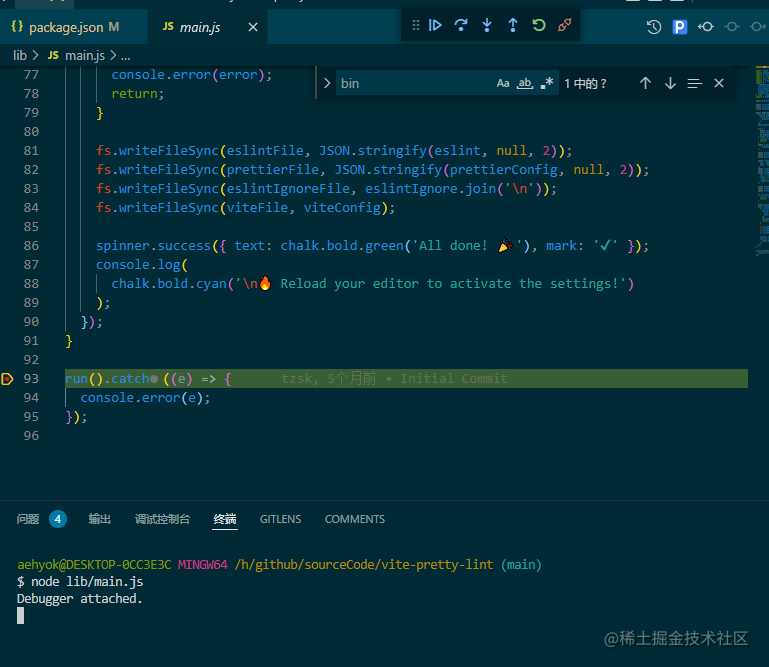 {} package.json M JS main.js ×
lib > JS main.js > ...
bin Aa ab 1 中的 ?
77 console.error(error);
78 return;
79 }
80
81 fs.writeFileSync(eslintFile, JSON.stringify(eslint, null, 2));
82 fs.writeFileSync(prettierFile, JSON.stringify(prettierConfig, null, 2));
83 fs.writeFileSync(eslintIgnoreFile, eslintIgnore.join('\n'));
84 fs.writeFileSync(viteFile, viteConfig);
85
86 spinner.success({ text: chalk.bold.green('All done! 🎉'), mark: '✓' });
87 console.log(
88 chalk.bold.cyan('\n🔥 Reload your editor to activate the settings!')
89 );
90 });
91 }
92
93 run().catch((e) => { tzsk, 5个月前 • Initial Commit
94 console.error(e);
95 });
96
问题 4 输出 调试控制台 终端 GITLENS COMMENTS
aehyok@DESKTOP-0CC3E3C MINGW64 /h/github/sourceCode/vite-pretty-lint (main)
$ node lib/main.js
Debugger attached.
@稀土掘金技术社区